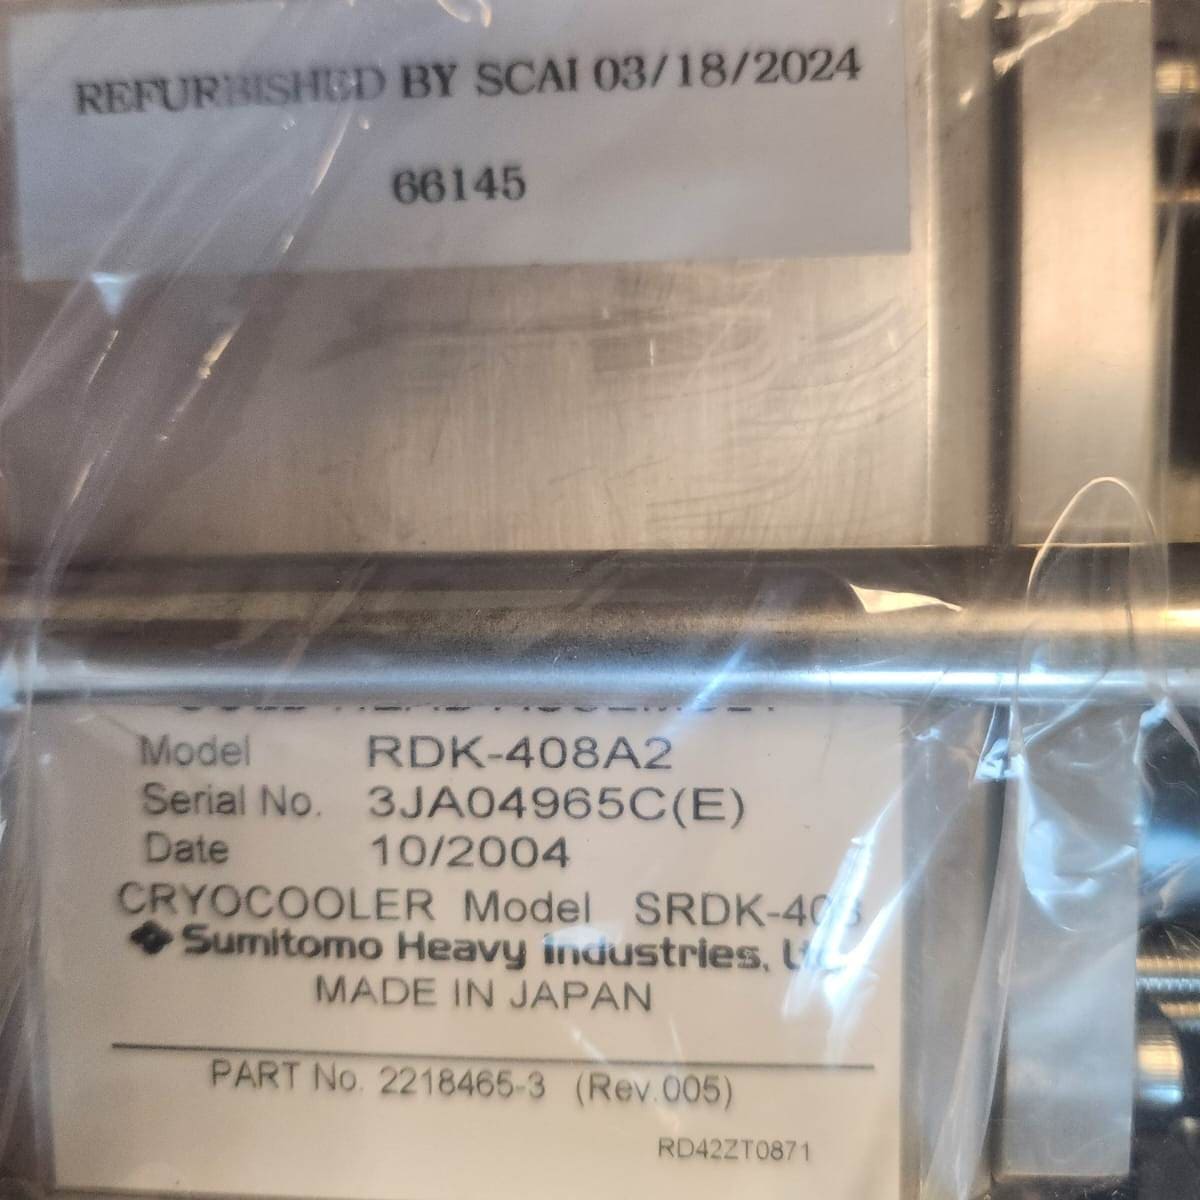 REFURBISHED BY SCAI 03/18/2024
66145
Model RDK-408A2
Serial No. 3JA04965C(E)
Date 10/2004
CRYOCOOLER Model SRDK-408
Sumitomo Heavy Industries,
MADE IN JAPAN
PART No. 2218465-3 (Rev.005)
RD42ZT0871